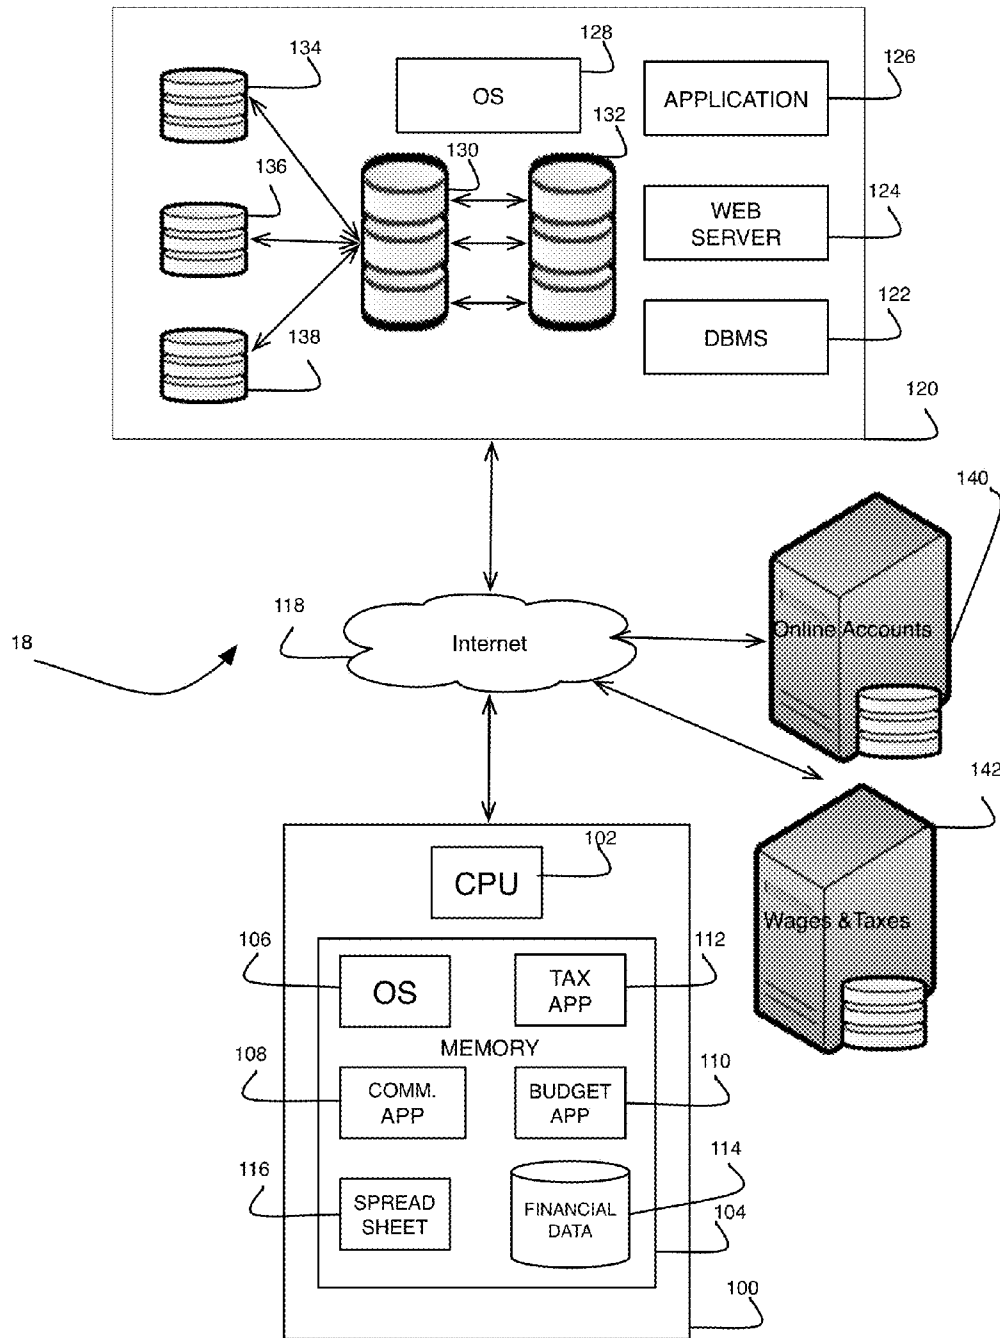 134
128
126
OS
APPLICATION
132
136
130
124
WEB
SERVER
122
138
DBMS
120
140
118
18
Internet
Online Accounts
142
102
CPU
Wages & Taxes
106
112
OS
TAX
APP
MEMORY
108
110
COMM.
APP
BUDGET
APP
116
114
SPREAD
SHEET
FINANCIAL
DATA
104
100